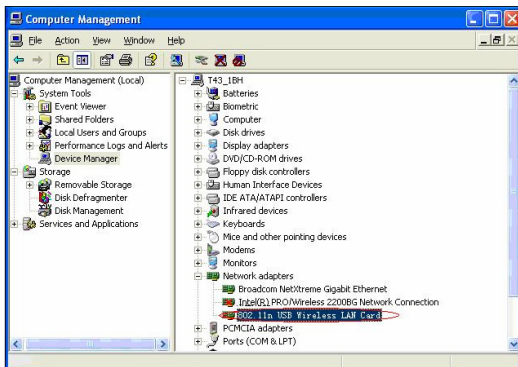 Computer Management
File Action View Window Help
Computer Management (Local)
System Tools
Event Viewer
Shared Folders
Local Users and Groups
Performance Logs and Alerts
Device Manager
Storage
Removable Storage
Disk Defragmenter
Disk Management
Services and Applications
T43_1BH
Batteries
Biometric
Computer
Disk drives
Display adapters
DVD/CD-ROM drives
Floppy disk controllers
Human Interface Devices
IDE ATA/ATAPI controllers
Infrared devices
Keyboards
Mice and other pointing devices
Modems
Monitors
Network adapters
Broadcom NetXtreme Gigabit Ethernet
Intel(R) PRO/Wireless 2200BG Network Connection
802.11n USB Wireless LAN Card
PCMCIA adapters
Ports (COM & LPT)